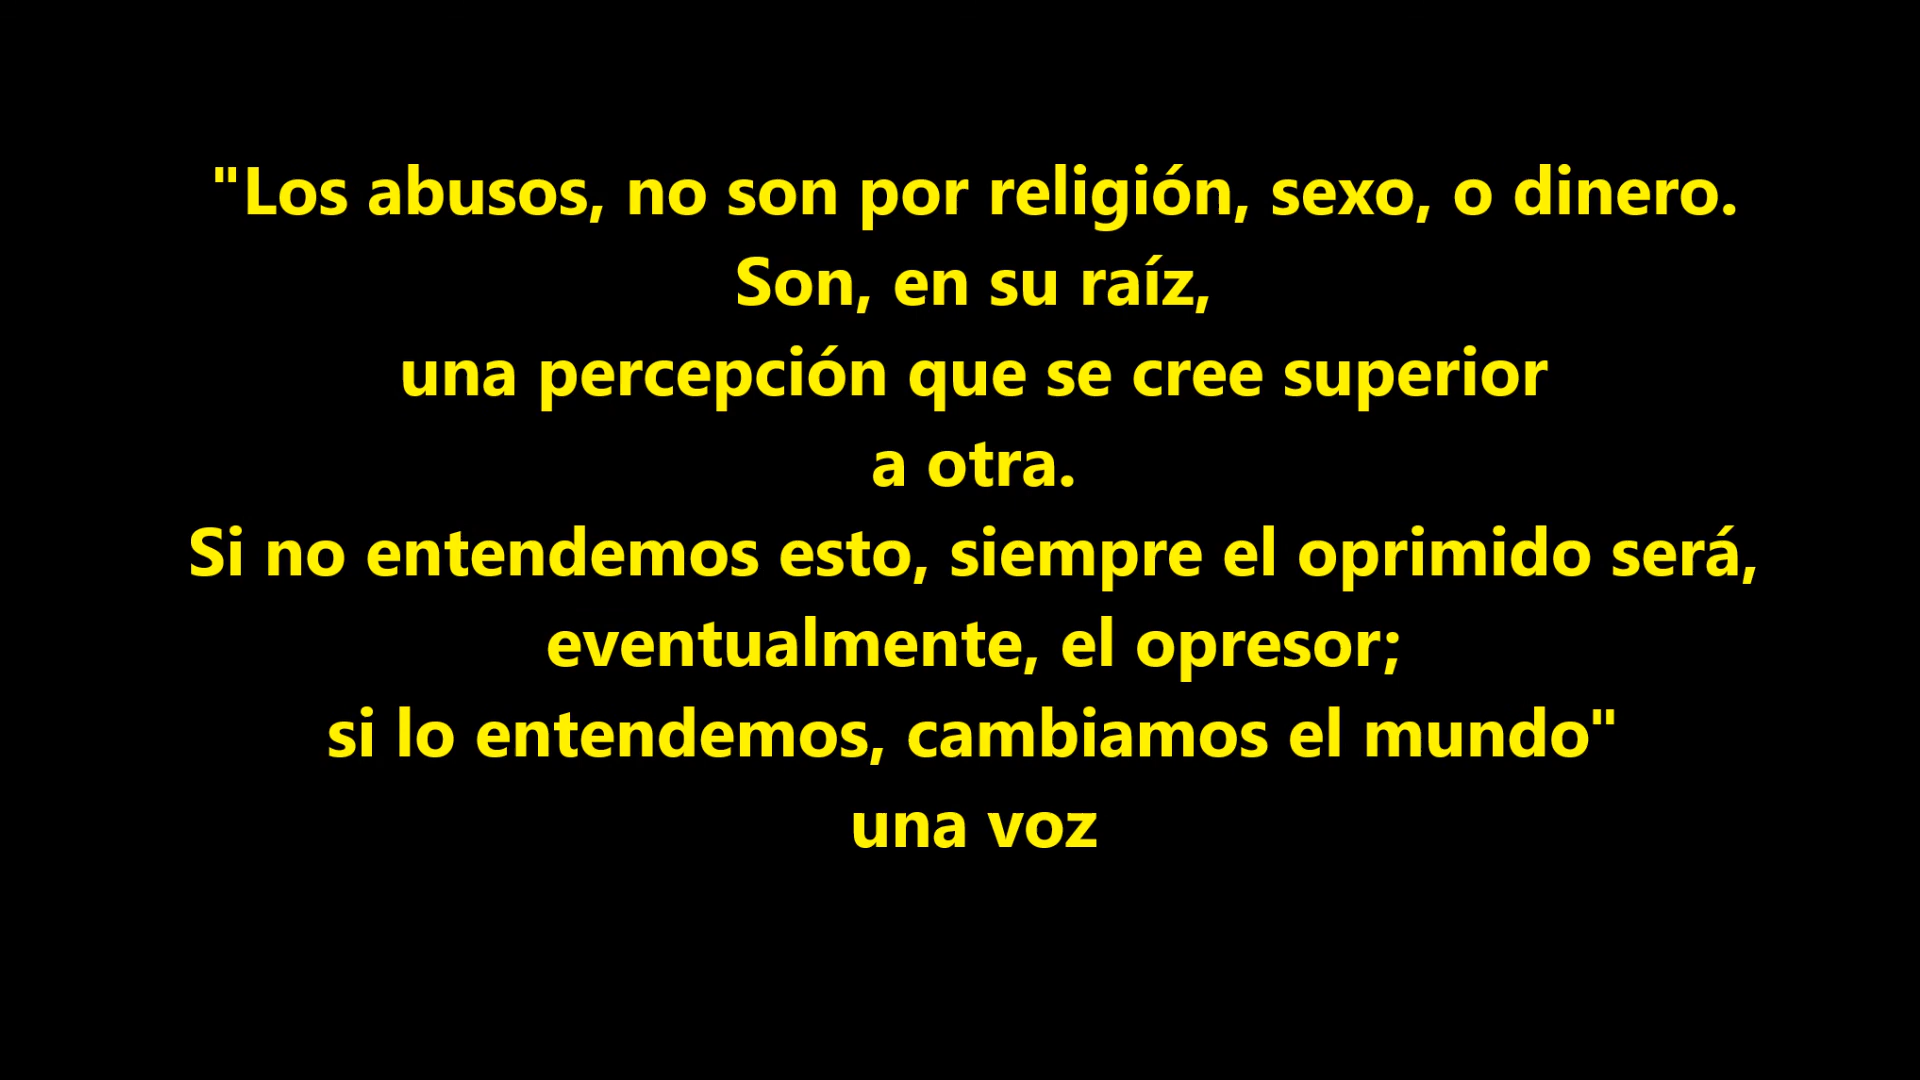 "Los abusos, no son por religión, sexo, o dinero.
Son, en su raíz,
una percepción que se cree superior
a otra.
Si no entendemos esto, siempre el oprimido será,
eventualmente, el opresor;
si lo entendemos, cambiamos el mundo"
una voz